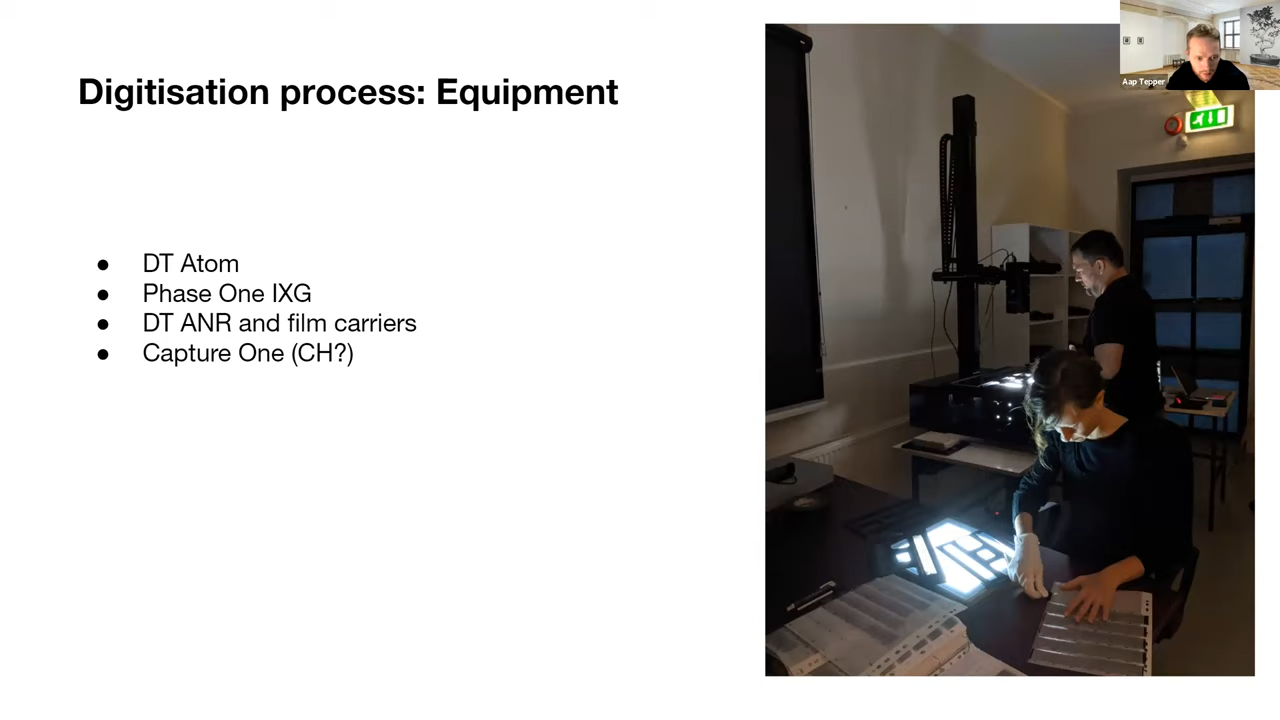 Digitisation process: Equipment
● DT Atom
● Phase One IXG
● DT ANR and film carriers
● Capture One (CH?)
Aap Tepper